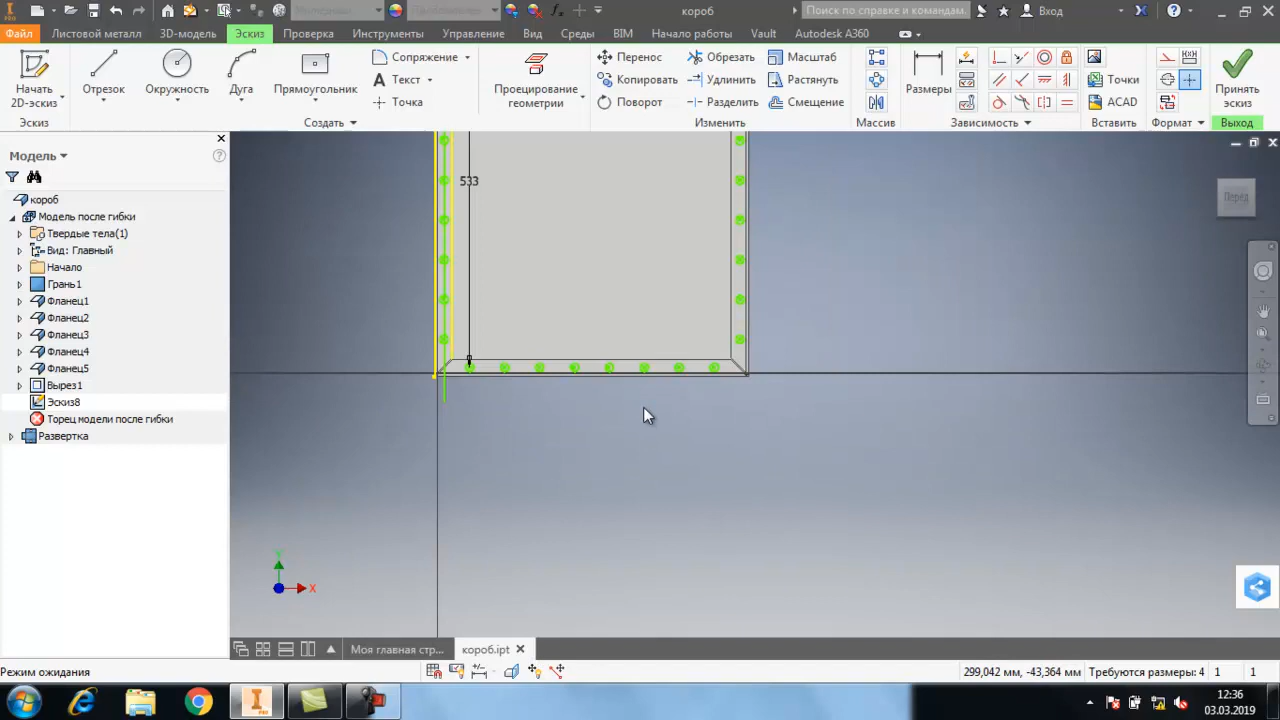 PRO
Материал
короб
Поиск по справке и командам.
Вход
Файл
Листовой металл
3D-модель
Эскиз
Проверка
Инструменты
Управление
Вид
Среды
BIM
Начало работы
Vault
Autodesk A360
Начать
2D-эскиз
Отрезок
Окружность
Дуга
Прямоугольник
Сопряжение
Текст
Точка
Проецирование
геометрии
Перенос
Копировать
Поворот
Обрезать
Удлинить
Разделить
Масштаб
Растянуть
Смещение
Размеры
Точки
ACAD
Принять
эскиз
Эскиз
Создать
Изменить
Массив
Зависимость
Вставить
Формат
Выход
Модель
короб
Модель после гибки
Твердые тела(1)
Вид: Главный
Начало
Грань1
Фланец1
Фланец2
Фланец3
Фланец4
Фланец5
Вырез1
Эскиз8
Торец модели после гибки
Развертка
533
Перед
Y
X
Моя главная стр...
короб.ipt
Режим ожидания
299,042 мм, -43,364 мм
Требуются размеры: 4
1
1
12:36
03.03.2019